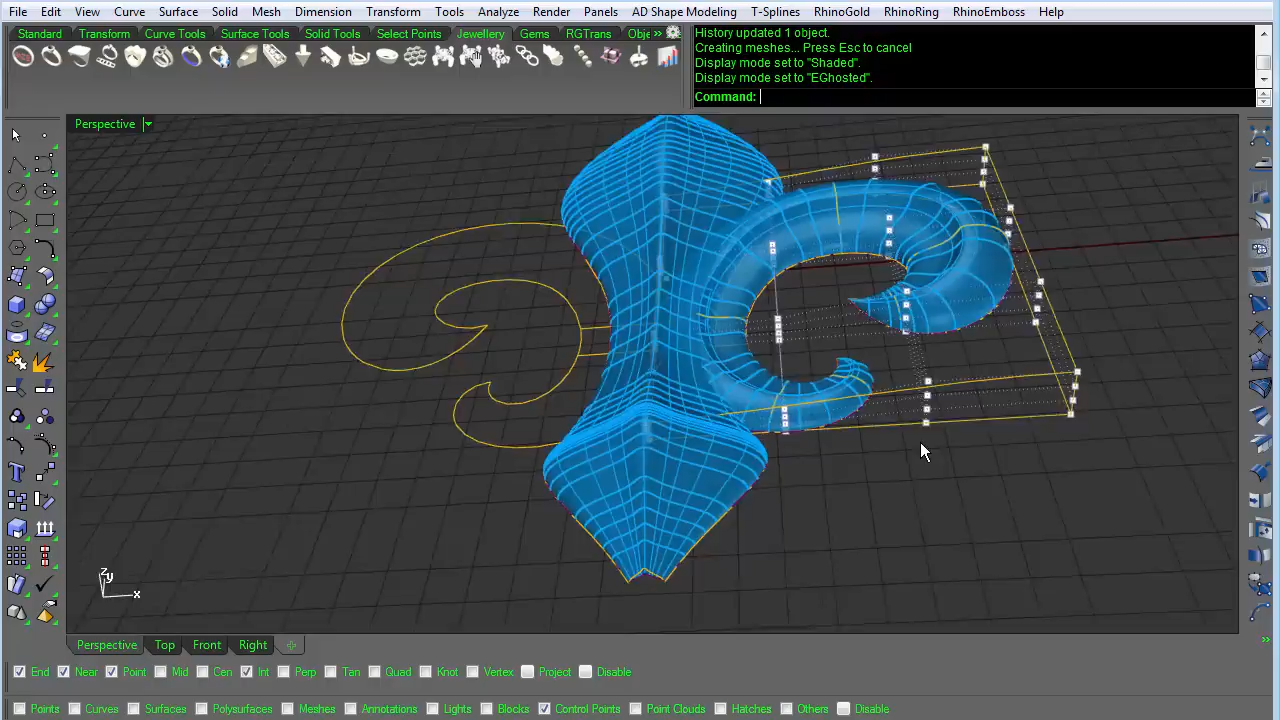 File Edit View Curve Surface Solid Mesh Dimension Transform Tools Analyze Render Panels AD Shape Modeling T-Splines RhinoGold RhinoRing RhinoEmboss Help
Standard Transform Curve Tools Surface Tools Solid Tools Select Points Jewellery Gems RGTrans Obje »
History updated 1 object.
Creating meshes... Press Esc to cancel
Display mode set to "Shaded".
Display mode set to "EGhosted".
Command:
Perspective
Zy
x
Perspective Top Front Right
End Near Point Mid Cen Int Perp Tan Quad Knot Vertex Project Disable
Points Curves Surfaces Polysurfaces Meshes Annotations Lights Blocks Control Points Point Clouds Hatches Others Disable